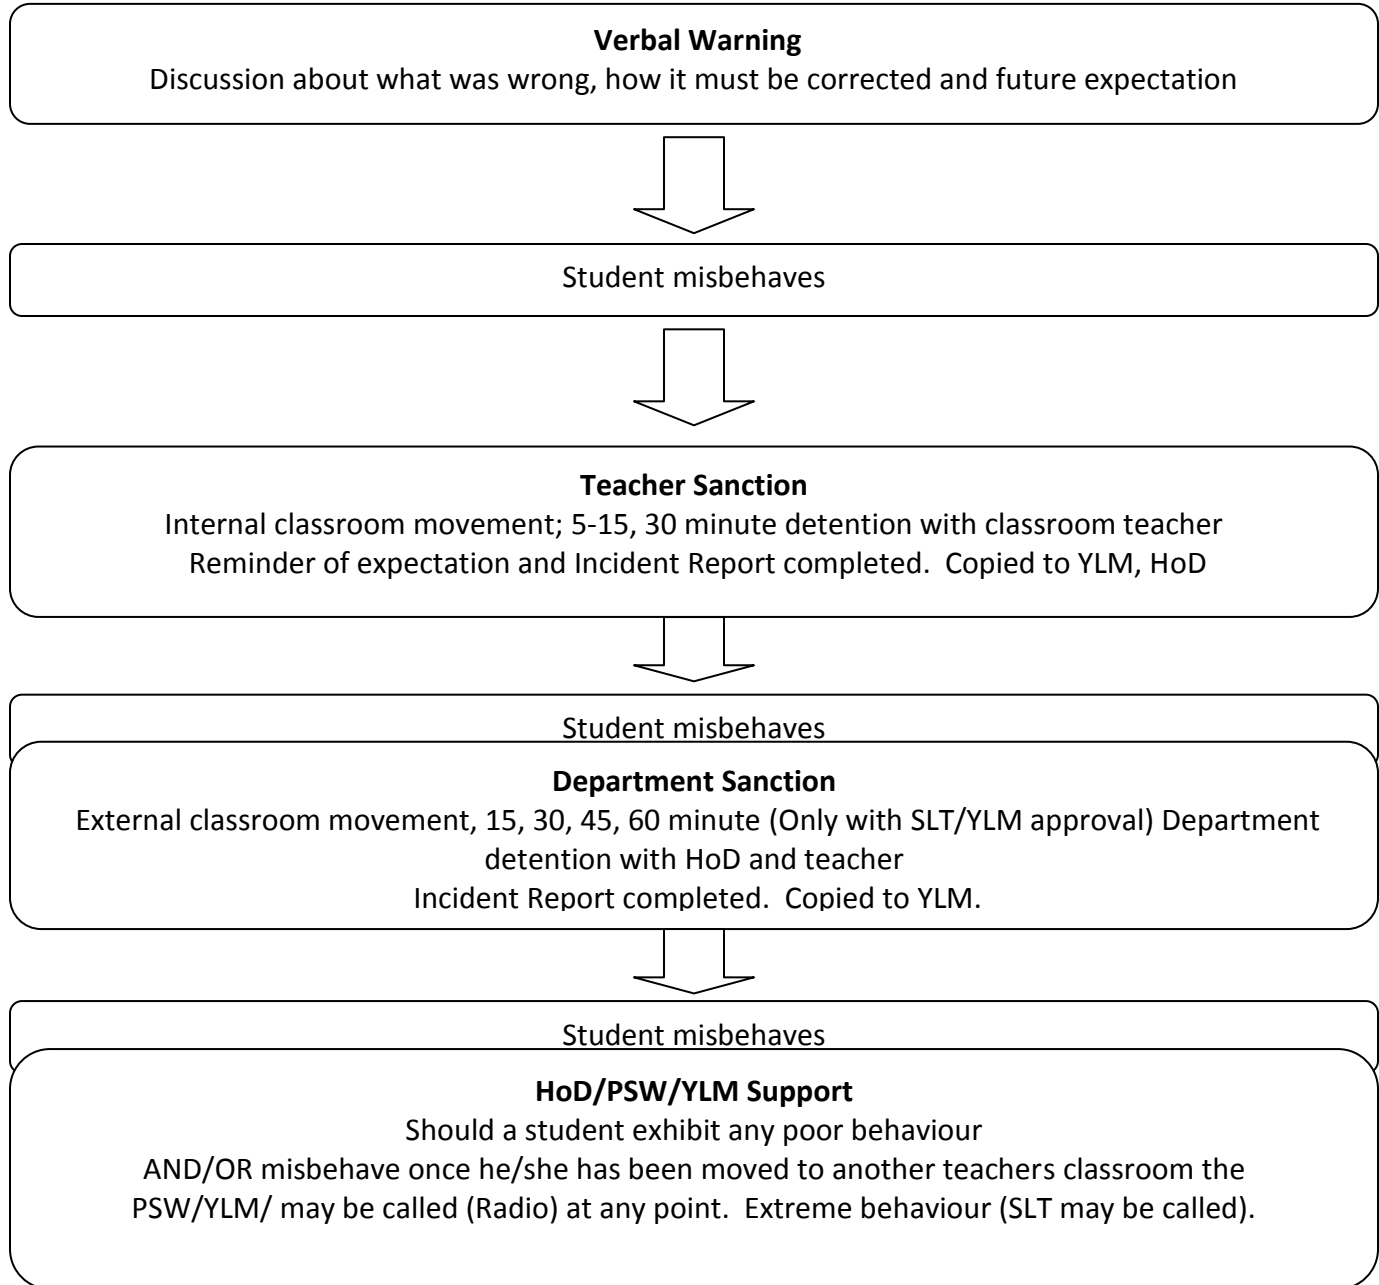 Verbal Warning
Discussion about what was wrong, how it must be corrected and future expectation
Student misbehaves
Teacher Sanction
Internal classroom movement; 5-15, 30 minute detention with classroom teacher
Reminder of expectation and Incident Report completed.  Copied to YLM, HoD
Student misbehaves
Department Sanction
External classroom movement, 15, 30, 45, 60 minute (Only with SLT/YLM approval) Department
detention with HoD and teacher
Incident Report completed.  Copied to YLM.
Student misbehaves
HoD/PSW/YLM Support
Should a student exhibit any poor behaviour
AND/OR misbehave once he/she has been moved to another teachers classroom the
PSW/YLM/ may be called (Radio) at any point.  Extreme behaviour (SLT may be called).